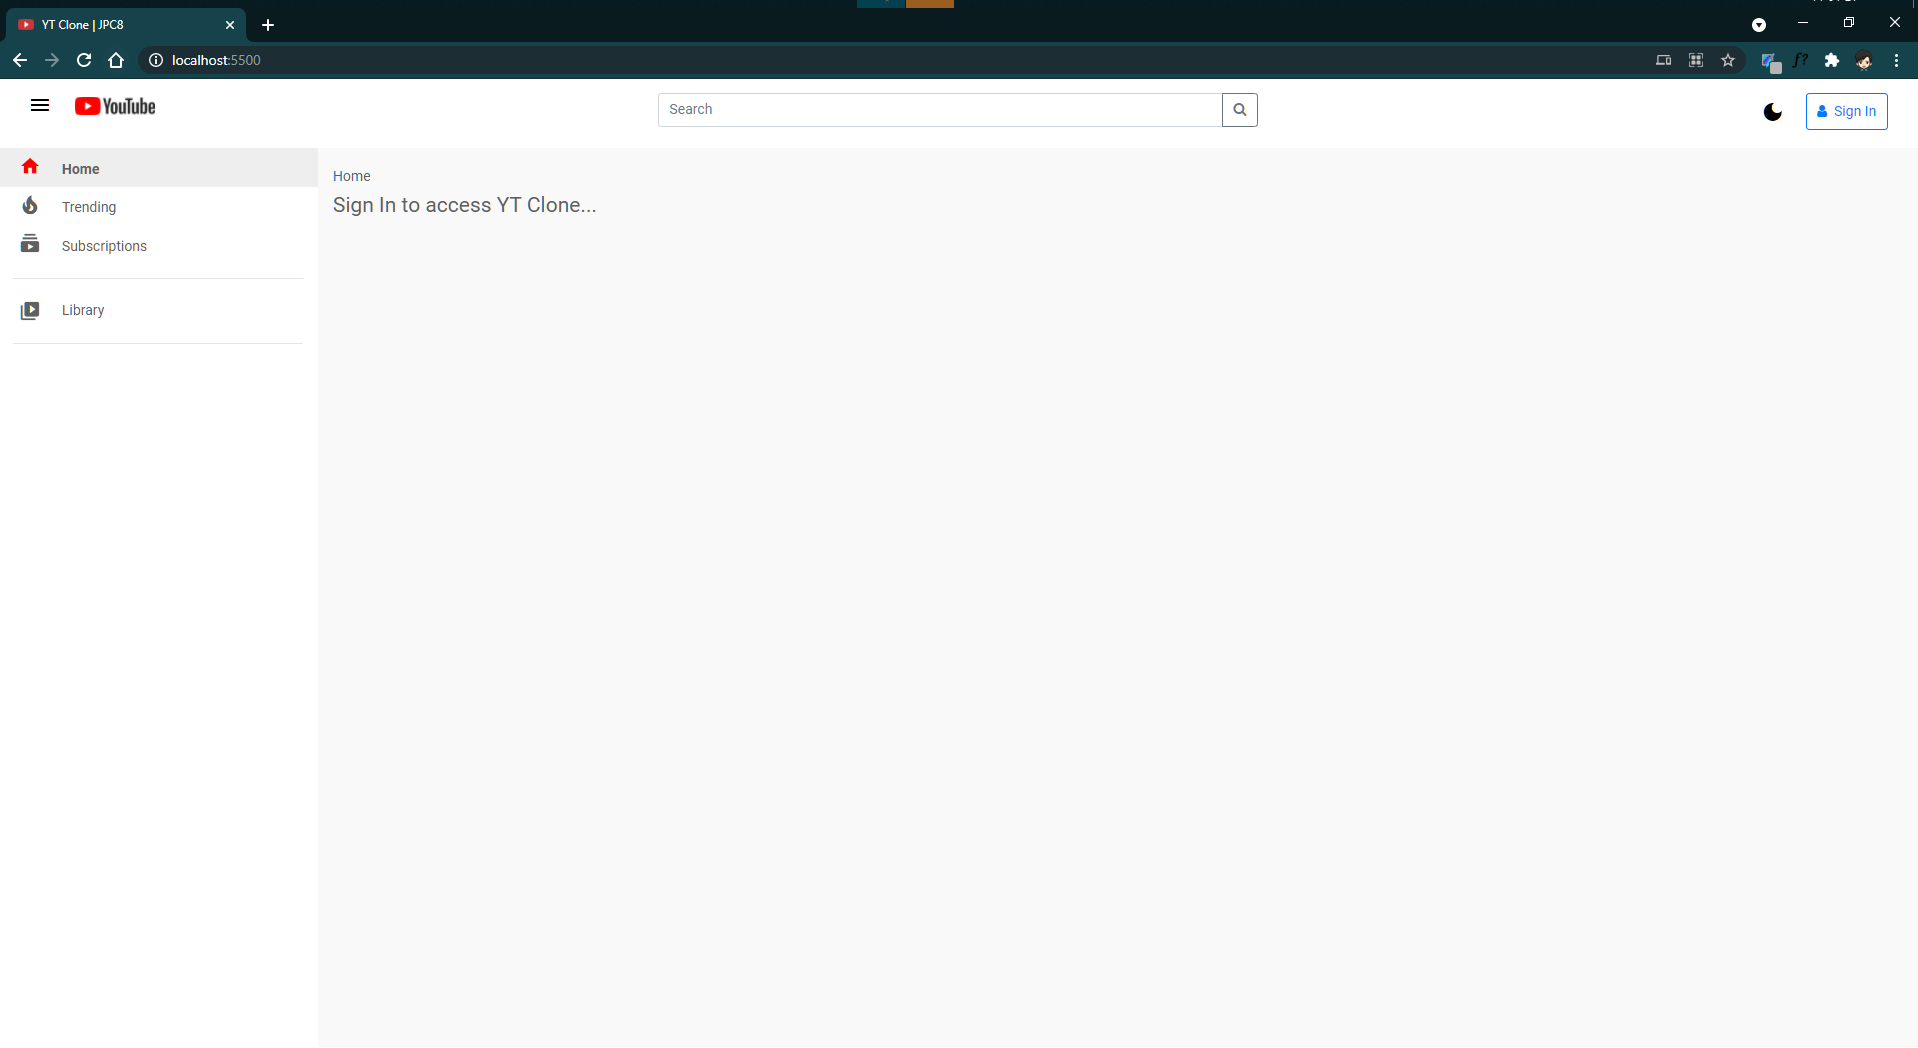 YT Clone | JPC8
localhost:5500
YouTube
Search
Sign In
Home
Trending
Subscriptions
Library
Home
Sign In to access YT Clone...